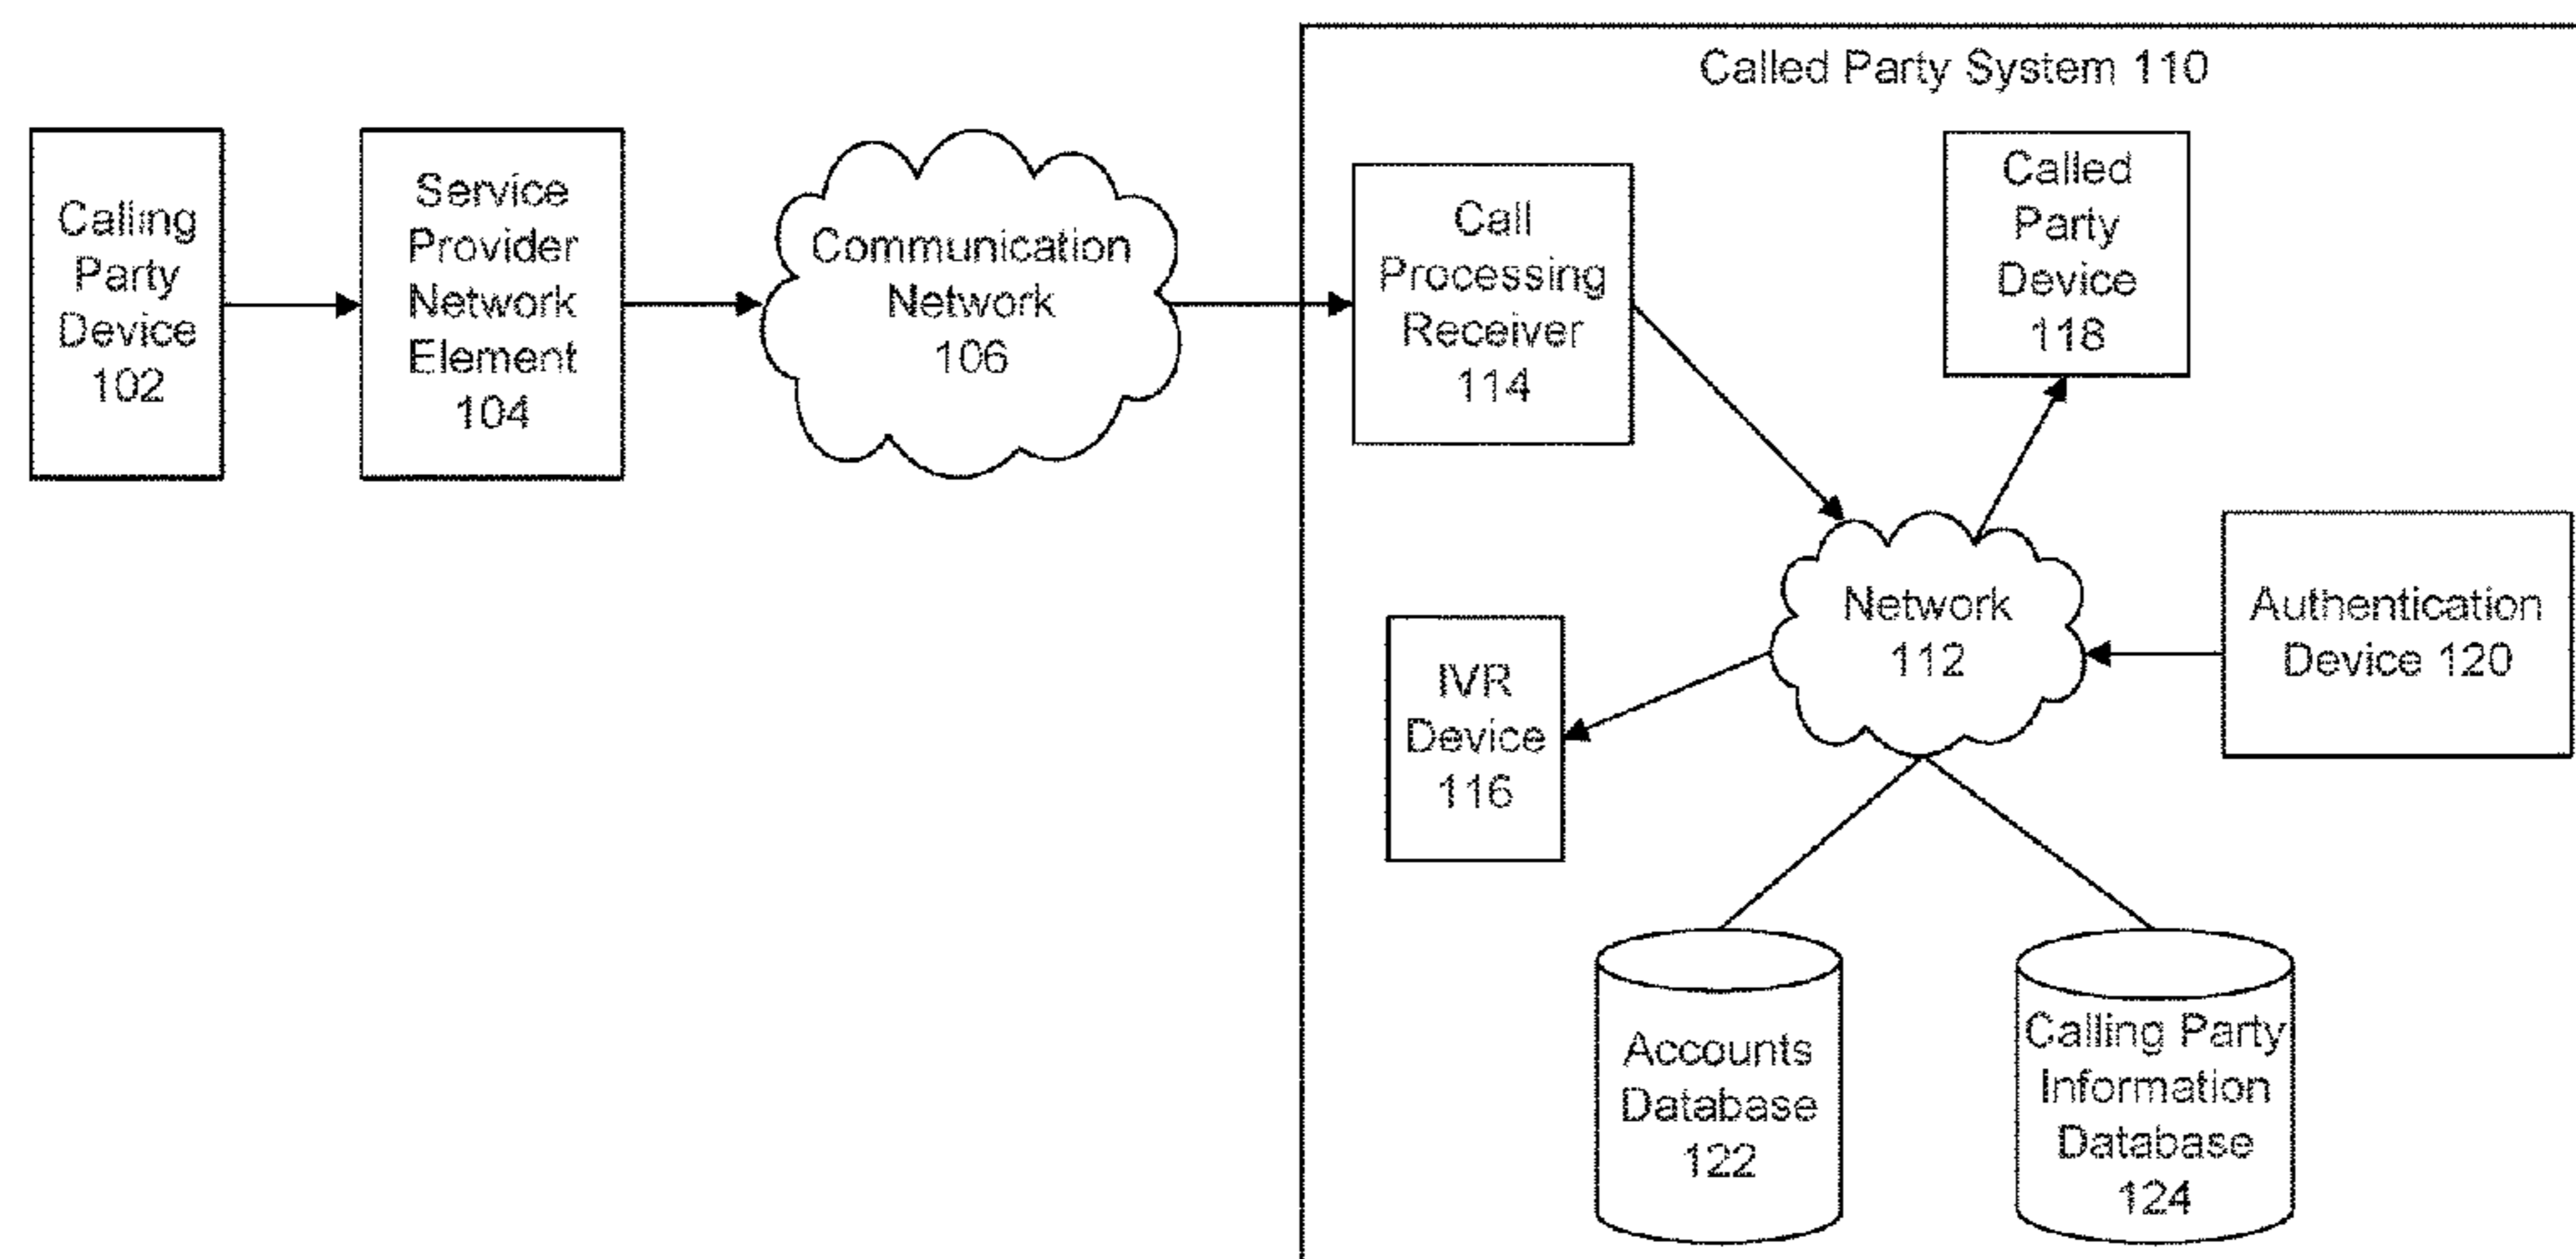 Called Party System 110
Calling
Party
Device
102
Service
Provider
Network
Element
104
Communication
Network
106
Call
Processing
Receiver
114
Called
Party
Device
118
Network
112
Authentication
Device 120
IVR
Device
116
Accounts
Database
122
Calling Party
Information
Database
124